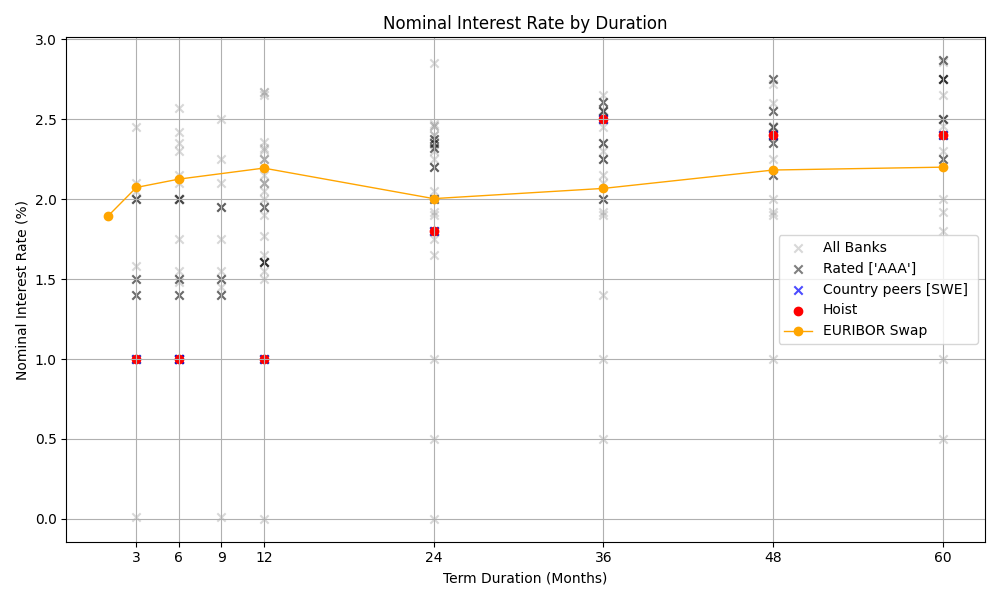 Nominal Interest Rate by Duration
Nominal Interest Rate (%)
3.0
2.5
2.0
1.5
1.0
0.5
0.0
All Banks
Rated ['AAA']
Country peers [SWE]
Hoist
EURIBOR Swap
3 6 9 12 24 36 48 60
Term Duration (Months)